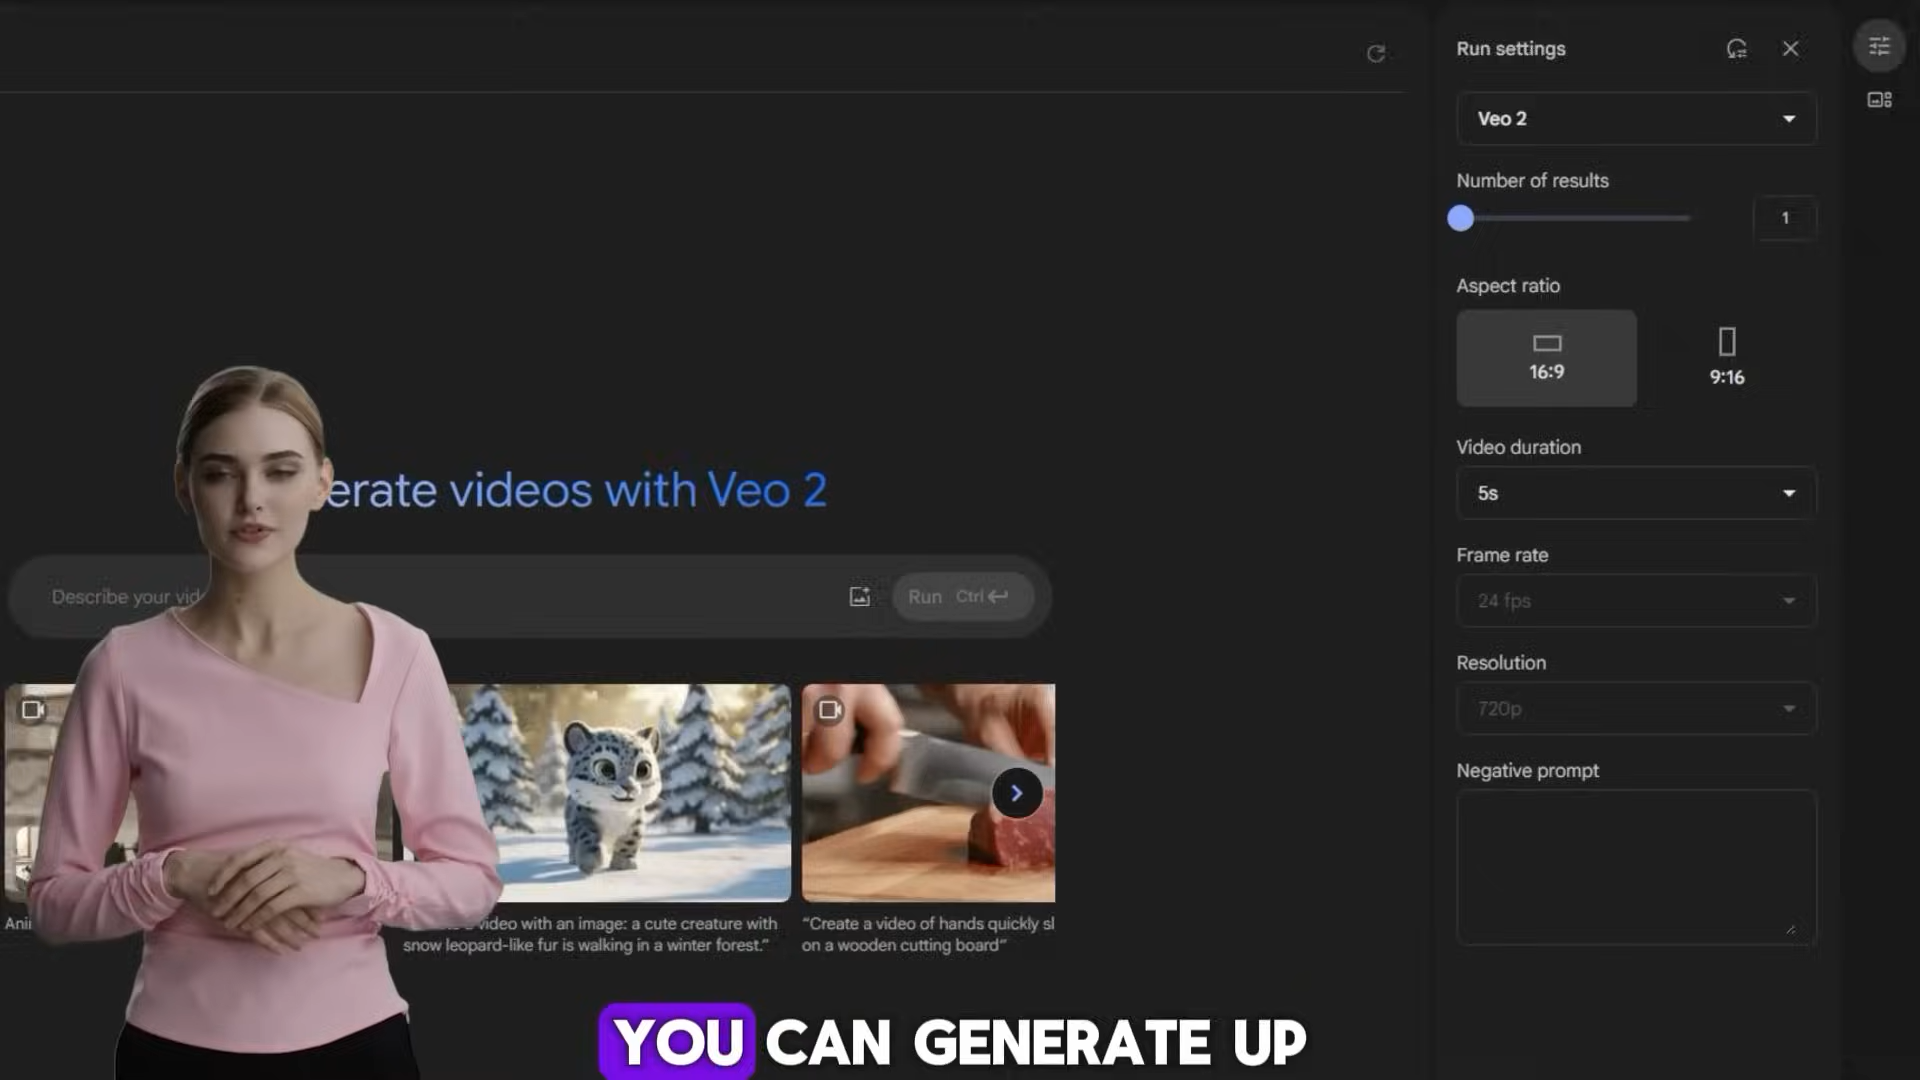 Run settings
Veo 2
Number of results
1
Aspect ratio
16:9
9:16
Video duration
5s
Frame rate
24 fps
Resolution
720p
Negative prompt
erate videos with Veo 2
Describe your vid
Run Ctrl
video with an image: a cute creature with
snow leopard-like fur is walking in a winter forest.”
“Create a video of hands quickly sl
on a wooden cutting board”
YOU CAN GENERATE UP